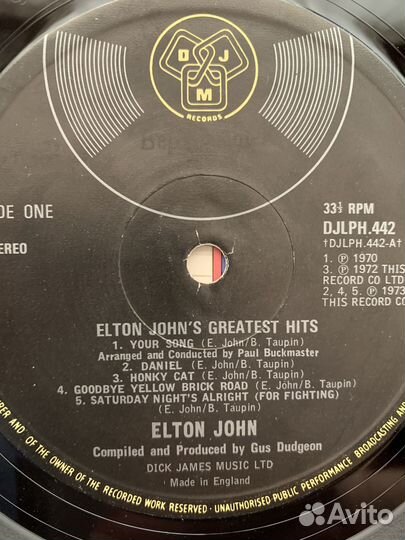 D J M
RECORDS
DE ONE
TEREO
33⅓ RPM
DJLPH.442
†DJLPH.442-A†
1. ℗ 1970
3. ℗ 1972 THIS
RECORD CO LTD
2, 4, 5. ℗ 1973
THIS RECORD CO
ELTON JOHN'S GREATEST HITS
1. YOUR SONG (E. John/B. Taupin)
Arranged and Conducted by Paul Buckmaster
2. DANIEL (E. John/B. Taupin)
3. HONKY CAT (E. John/B. Taupin)
4. GOODBYE YELLOW BRICK ROAD (E. John/B. Taupin)
5. SATURDAY NIGHT'S ALRIGHT (FOR FIGHTING)
(E. John/B. Taupin)
ELTON JOHN
Compiled and Produced by Gus Dudgeon
DICK JAMES MUSIC LTD
Made in England
RER AND OF THE OWNER OF THE RECORDED WORK RESERVED · UNAUTHORISED PUBLIC PERFORMANCE BROADCASTING AND
Avito